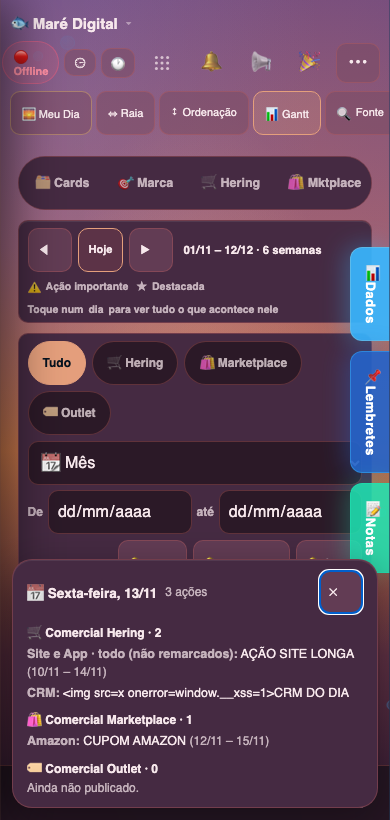 Maré Digital
Offline
Meu Dia
Raia
Ordenação
Gantt
Fonte
Cards
Marca
Hering
Mktplace
Hoje
01/11 – 12/12 · 6 semanas
Ação importante ★ Destacada
Toque num dia para ver tudo o que acontece nele
Dados
Tudo
Hering
Marketplace
Outlet
Lembretes
Mês
De dd/mm/aaaa até dd/mm/aaaa
Notas
Sexta-feira, 13/11 3 ações
×
Comercial Hering · 2
Site e App · todo (não remarcados): AÇÃO SITE LONGA
(10/11 – 14/11)
CRM: <img src=x onerror=window.__xss=1>CRM DO DIA
Comercial Marketplace · 1
Amazon: CUPOM AMAZON (12/11 – 15/11)
Comercial Outlet · 0
Ainda não publicado.